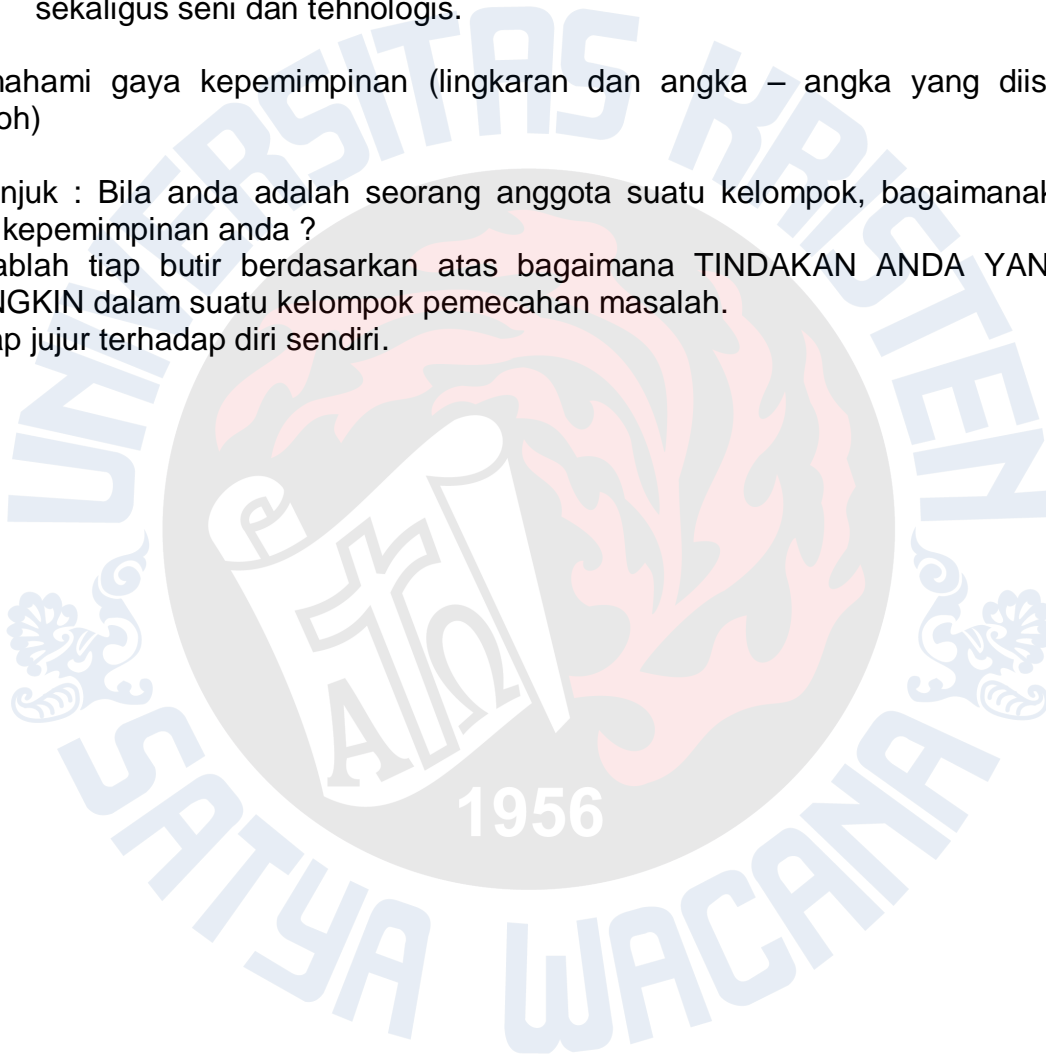 sekaligus seni dan tehnologis.
mahami gaya kepemimpinan (lingkaran dan angka – angka yang diis
oh)
njuk : Bila anda adalah seorang anggota suatu kelompok, bagaimanak
kepemimpinan anda ?
ablah tiap butir berdasarkan atas bagaimana TINDAKAN ANDA YAN
NGKIN dalam suatu kelompok pemecahan masalah.
ap jujur terhadap diri sendiri.
UNIVERSITAS KRISTEN
1956
SATYA WACANA